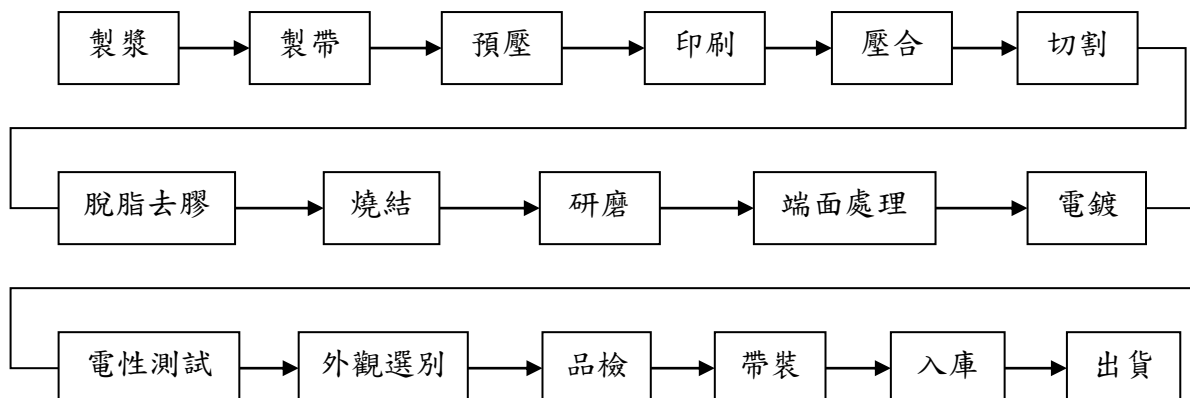 製漿 製帶 預壓 印刷 壓合 切割
脫脂去膠 燒結 研磨 端面處理 電鍍
電性測試 外觀選別 品檢 帶裝 入庫 出貨